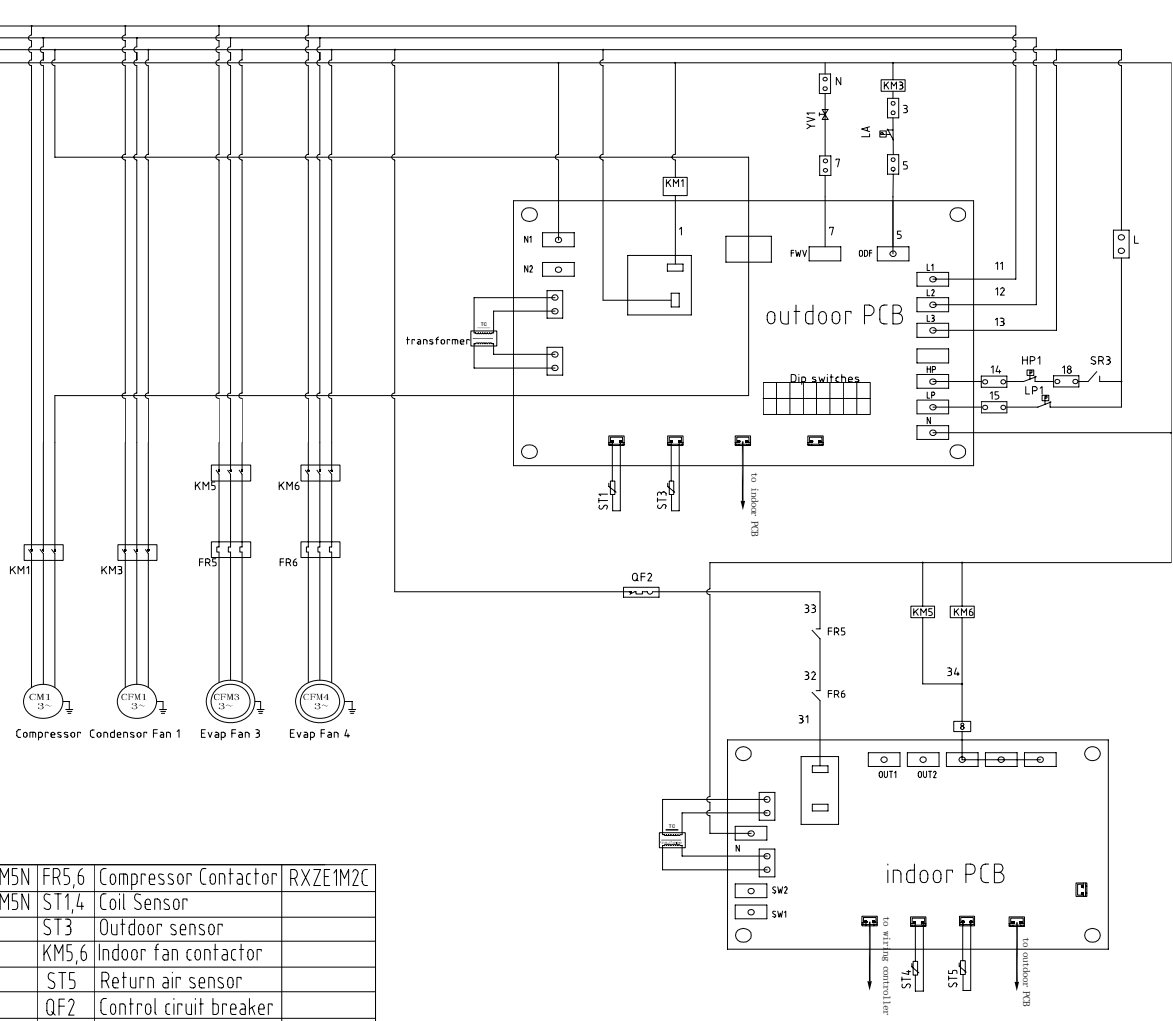 N
KM3
3
YV1
LA
7
5
KM1
1
7
5
N1
FWV
ODF
L
N2
L1
11
L2
12
outdoor PCB
L3
13
TC
transformer
HP1
SR3
HP
14
18
Dip switches
LP1
LP
15
N
KM5
KM6
ST1
ST3
to indoor PCB
KM1
KM3
FR5
FR6
QF2
33
KM5
KM6
FR5
32
34
FR6
31
8
CM1
3~
CFM1
3~
CFM3
3~
CFM4
3~
Compressor
Condensor Fan 1
Evap Fan 3
Evap Fan 4
OUT1
OUT2
TC
N
indoor PCB
SW2
SW1
to wiring controller
ST4
ST5
to outdoor PCB
M5N FR5,6 Compressor Contactor RXZE1M2C
M5N ST1,4 Coil Sensor
ST3 Outdoor sensor
KM5,6 Indoor fan contactor
ST5 Return air sensor
QF2 Control ciruit breaker